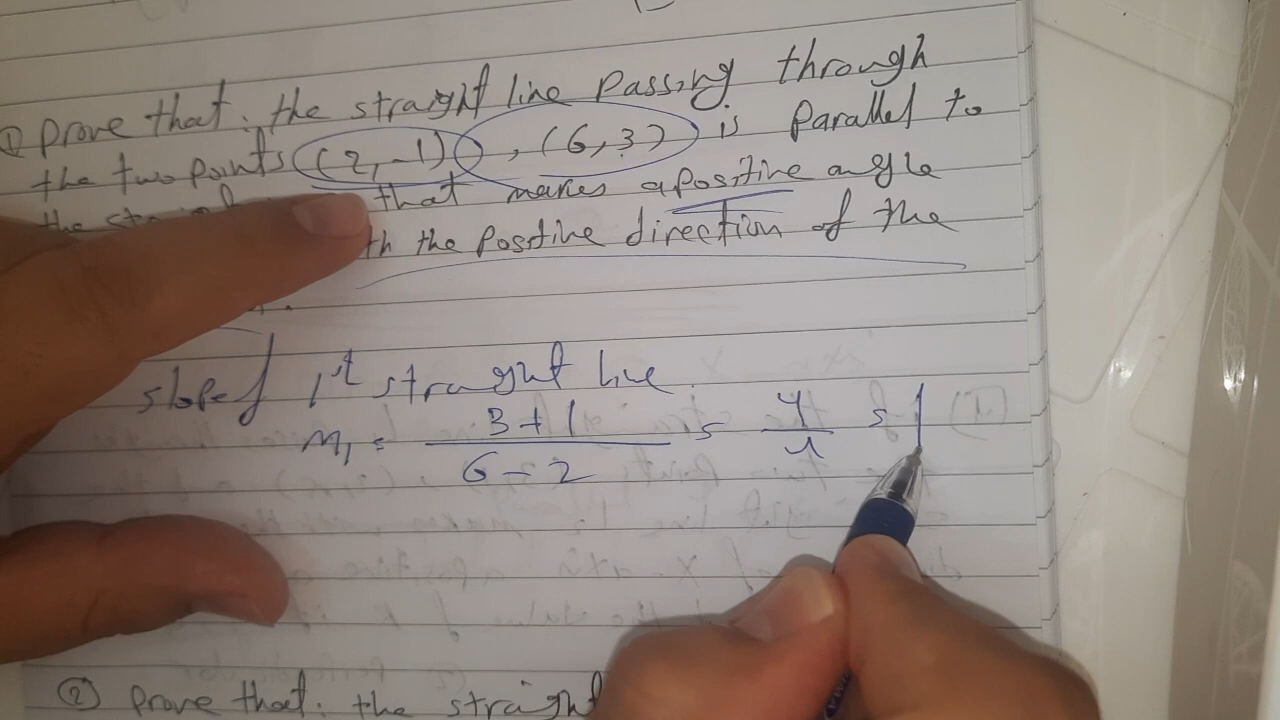 ① prove that: the straight line passing through
the two points (2,-1), (6,3) is parallel to
the that makes a positive angle
th the positive direction of the
slope of 1st straight line
M₁ = 3+1 / 6-2 = 4/4 = 1
② prove that: the straight